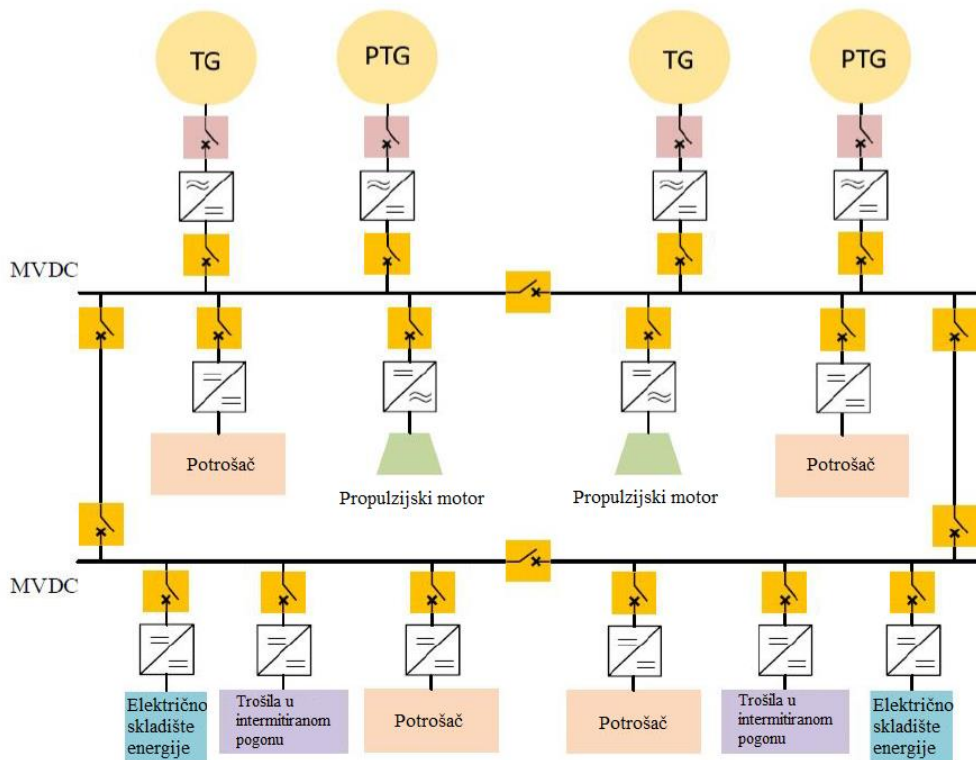 TG
PTG
TG
PTG
MVDC
Potrošač
Propulzijski motor
Propulzijski motor
Potrošač
MVDC
Električno
skladište
energije
Trošila u
intermitiranom
pogonu
Potrošač
Potrošač
Trošila u
intermitiranom
pogonu
Električno
skladište
energije